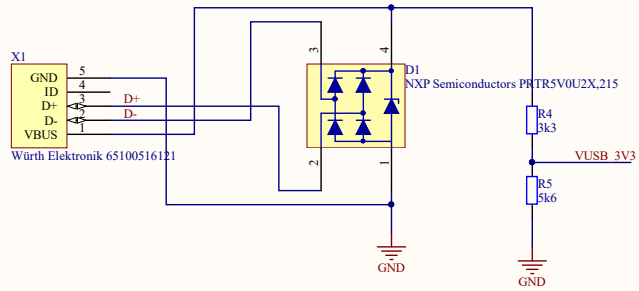 X1
GND 5
ID 4
D+ 3 D+
D- 2 D-
VBUS 1
Würth Elektronik 65100516121
3 4
D1
NXP Semiconductors PRTR5V0U2X,215
2 1
GND
R4
3k3
VUSB_3V3
R5
5k6
GND